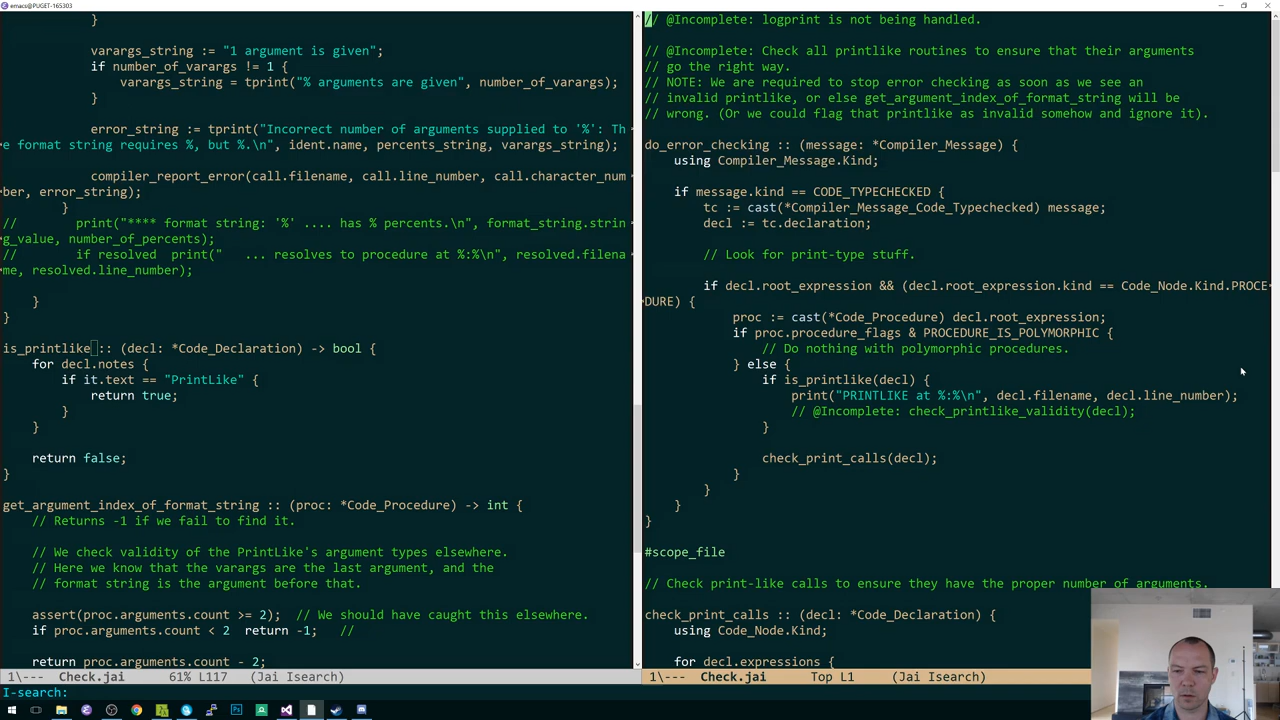 emacs@PUGET-165303
}
varargs_string := "1 argument is given";
if number_of_varargs != 1 {
varargs_string = tprint("% arguments are given", number_of_varargs);
}
error_string := tprint("Incorrect number of arguments supplied to '%': Th
e format string requires %, but %.\n", ident.name, percents_string, varargs_string);
compiler_report_error(call.filename, call.line_number, call.character_num
ber, error_string);
}
// print("**** format string: '%' .... has % percents.\n", format_string.strin
g_value, number_of_percents);
// if resolved print(" ... resolves to procedure at %:%\n", resolved.filena
me, resolved.line_number);
}
}
is_printlike :: (decl: *Code_Declaration) -> bool {
for decl.notes {
if it.text == "PrintLike" {
return true;
}
}
return false;
}
get_argument_index_of_format_string :: (proc: *Code_Procedure) -> int {
// Returns -1 if we fail to find it.
// We check validity of the PrintLike's argument types elsewhere.
// Here we know that the varargs are the last argument, and the
// format string is the argument before that.
assert(proc.arguments.count >= 2); // We should have caught this elsewhere.
if proc.arguments.count < 2 return -1; //
return proc.arguments.count - 2;
1\--- Check.jai 61% L117 (Jai Isearch)
// @Incomplete: logprint is not being handled.
// @Incomplete: Check all printlike routines to ensure that their arguments
// go the right way.
// NOTE: We are required to stop error checking as soon as we see an
// invalid printlike, or else get_argument_index_of_format_string will be
// wrong. (Or we could flag that printlike as invalid somehow and ignore it).
do_error_checking :: (message: *Compiler_Message) {
using Compiler_Message.Kind;
if message.kind == CODE_TYPECHECKED {
tc := cast(*Compiler_Message_Code_Typechecked) message;
decl := tc.declaration;
// Look for print-type stuff.
if decl.root_expression && (decl.root_expression.kind == Code_Node.Kind.PROCE
DURE) {
proc := cast(*Code_Procedure) decl.root_expression;
if proc.procedure_flags & PROCEDURE_IS_POLYMORPHIC {
// Do nothing with polymorphic procedures.
} else {
if is_printlike(decl) {
print("PRINTLIKE at %:%\n", decl.filename, decl.line_number);
// @Incomplete: check_printlike_validity(decl);
}
check_print_calls(decl);
}
}
}
#scope_file
// Check print-like calls to ensure they have the proper number of arguments.
check_print_calls :: (decl: *Code_Declaration) {
using Code_Node.Kind;
for decl.expressions {
1\--- Check.jai Top L1 (Jai Isearch)
I-search: